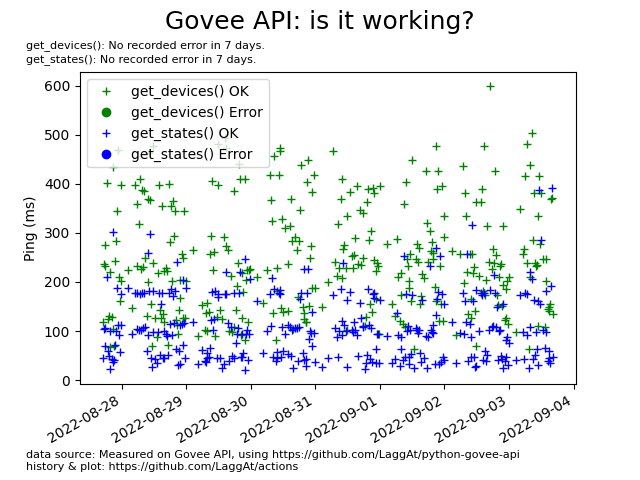 Govee API: is it working?
get_devices(): No recorded error in 7 days.
get_states(): No recorded error in 7 days.
get_devices() OK
get_devices() Error
get_states() OK
get_states() Error
Ping (ms)
600
500
400
300
200
100
0
2022-08-28
2022-08-29
2022-08-30
2022-08-31
2022-09-01
2022-09-02
2022-09-03
2022-09-04
data source: Measured on Govee API, using https://github.com/LaggAt/python-govee-api
history & plot: https://github.com/LaggAt/actions